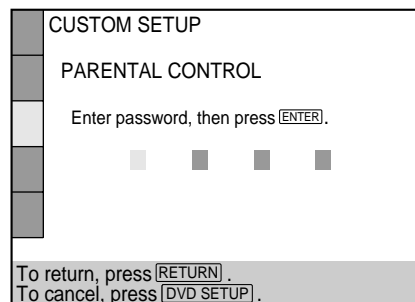 CUSTOM SETUP
PARENTAL CONTROL
Enter password, then press ENTER.
To return, press RETURN .
To cancel, press DVD SETUP .